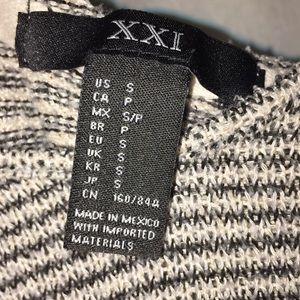 XXI
US S
CA P
MX S/P
BR P
EU S
UK S
KR S
JP S
CN 160/84A
MADE IN MEXICO
WITH IMPORTED
MATERIALS